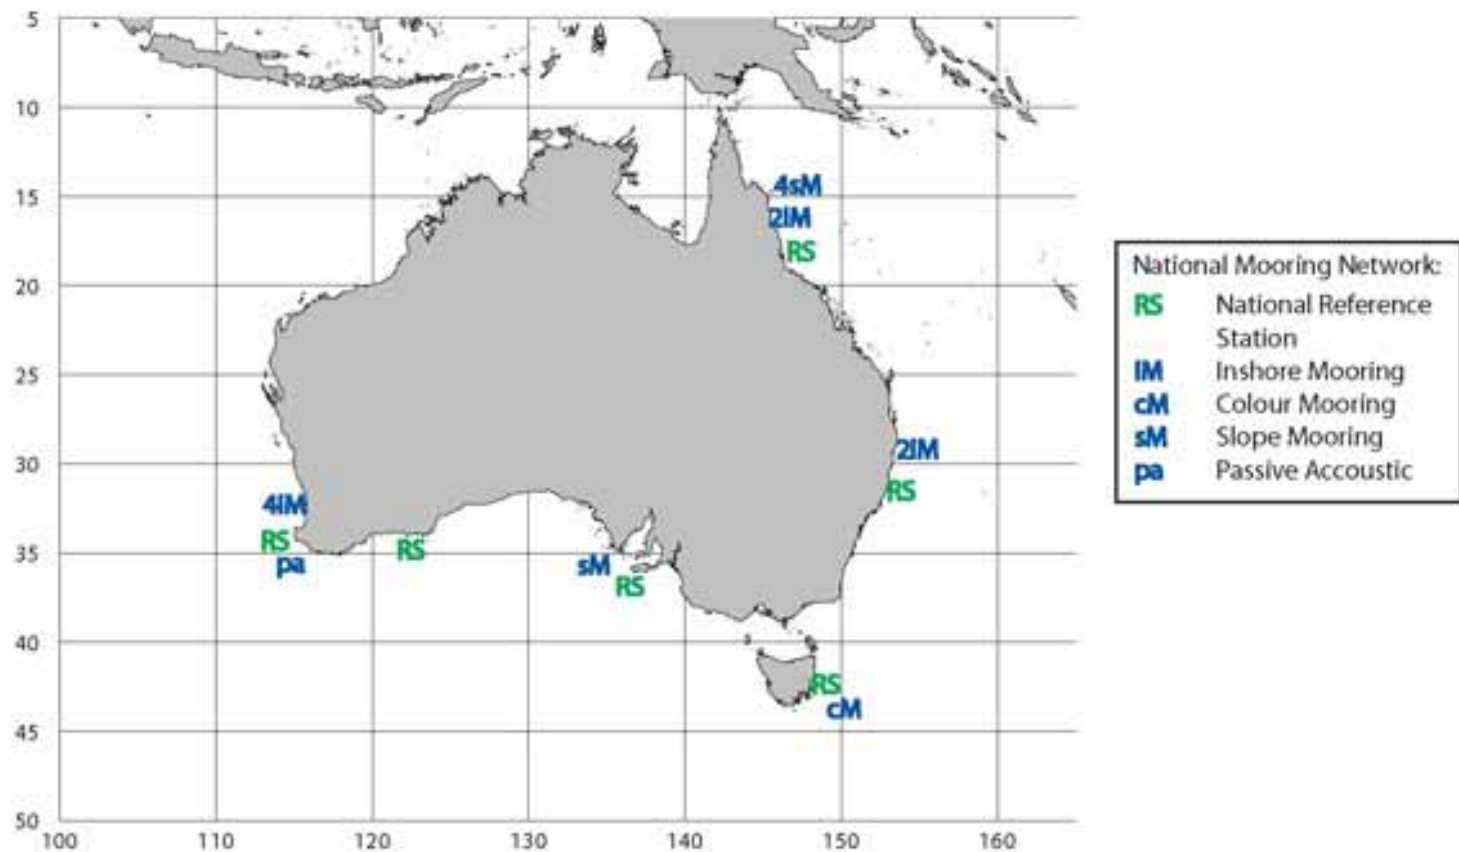 5
10
15
20
25
30
35
40
45
50
100 110 120 130 140 150 160
4sM
2iM
RS
2iM
RS
4iM
RS
pa
RS
sM
RS
RS
cM
National Mooring Network:
RS National Reference
Station
iM Inshore Mooring
cM Colour Mooring
sM Slope Mooring
pa Passive Accoustic